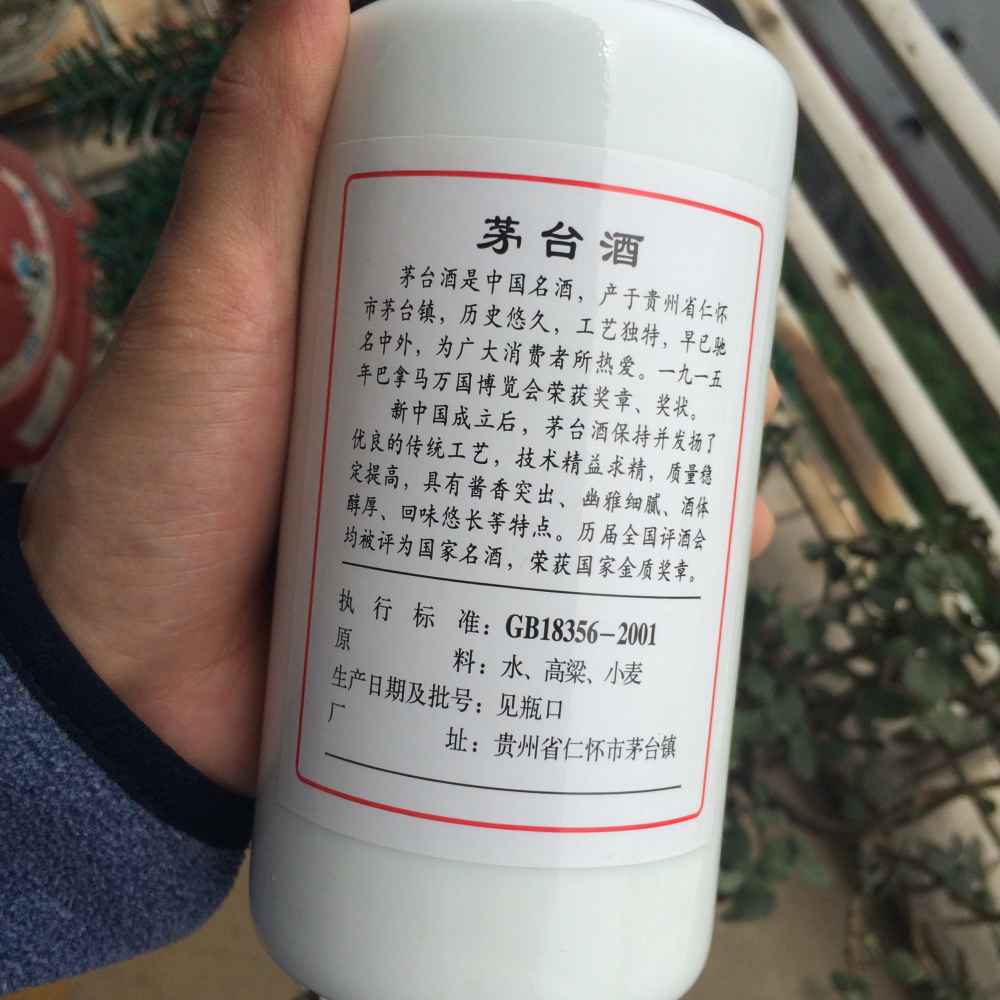 茅台酒
茅台酒是中国名酒，产于贵州省仁怀
市茅台镇，历史悠久，工艺独特，早已驰
名中外，为广大消费者所热爱。一九一五
年巴拿马万国博览会荣获奖章、奖状。
新中国成立后，茅台酒保持并发扬了
优良的传统工艺，技术精益求精，质量稳
定提高，具有酱香突出、幽雅细腻、酒体
醇厚、回味悠长等特点。历届全国评酒会
均被评为国家名酒，荣获国家金质奖章。
执行标准：GB18356-2001
原料：水、高粱、小麦
生产日期及批号：见瓶口
厂址：贵州省仁怀市茅台镇